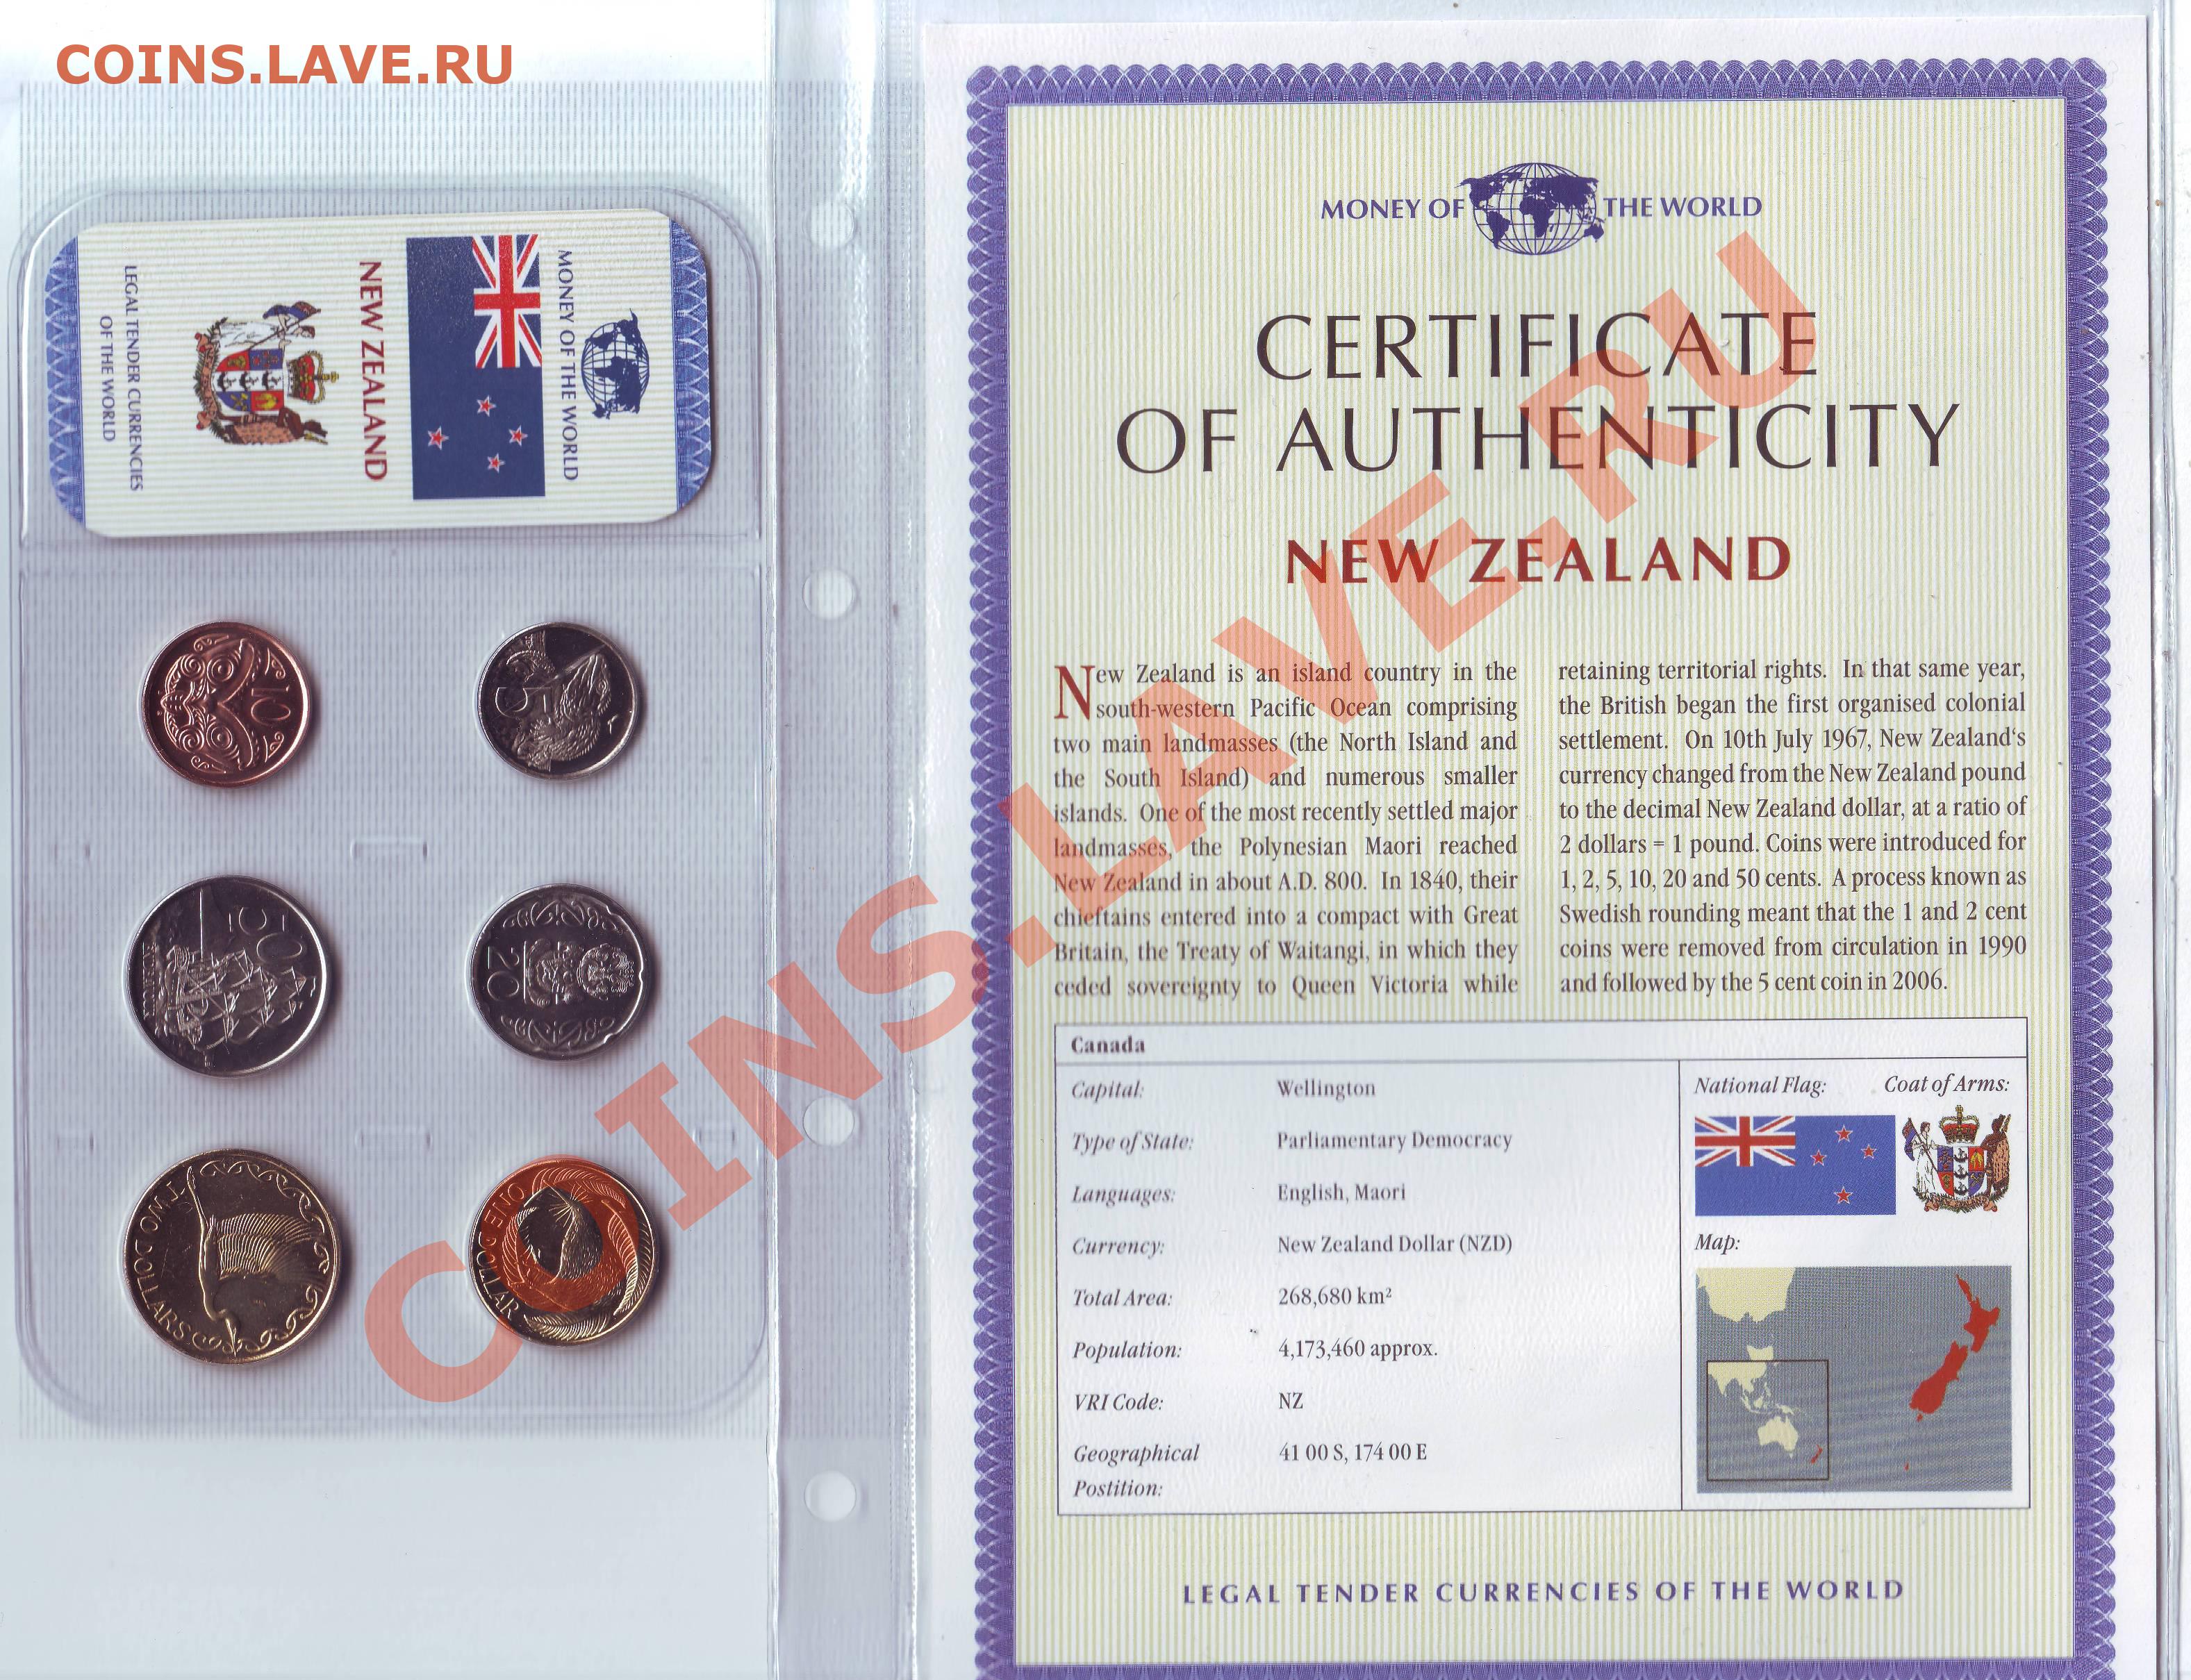 COINS.LAVE.RU
MONEY OF THE WORLD
NEW ZEALAND
LEGAL TENDER CURRENCIES
OF THE WORLD
10
5
50
ENDEAVOUR
20
TWO DOLLARS
ONE DOLLAR
MONEY OF THE WORLD
CERTIFICATE
OF AUTHENTICITY
NEW ZEALAND
New Zealand is an island country in the
south-western Pacific Ocean comprising
two main landmasses (the North Island and
the South Island) and numerous smaller
islands. One of the most recently settled major
landmasses, the Polynesian Maori reached
New Zealand in about A.D. 800. In 1840, their
chieftains entered into a compact with Great
Britain, the Treaty of Waitangi, in which they
ceded sovereignty to Queen Victoria while
retaining territorial rights. In that same year,
the British began the first organised colonial
settlement. On 10th July 1967, New Zealand's
currency changed from the New Zealand pound
to the decimal New Zealand dollar, at a ratio of
2 dollars = 1 pound. Coins were introduced for
1, 2, 5, 10, 20 and 50 cents. A process known as
Swedish rounding meant that the 1 and 2 cent
coins were removed from circulation in 1990
and followed by the 5 cent coin in 2006.
Canada
Capital: Wellington
Type of State: Parliamentary Democracy
Languages: English, Maori
Currency: New Zealand Dollar (NZD)
Total Area: 268,680 km²
Population: 4,173,460 approx.
VRI Code: NZ
Geographical 41 00 S, 174 00 E
Postition:
National Flag: Coat of Arms:
Map:
LEGAL TENDER CURRENCIES OF THE WORLD
COINS.LAVE.RU